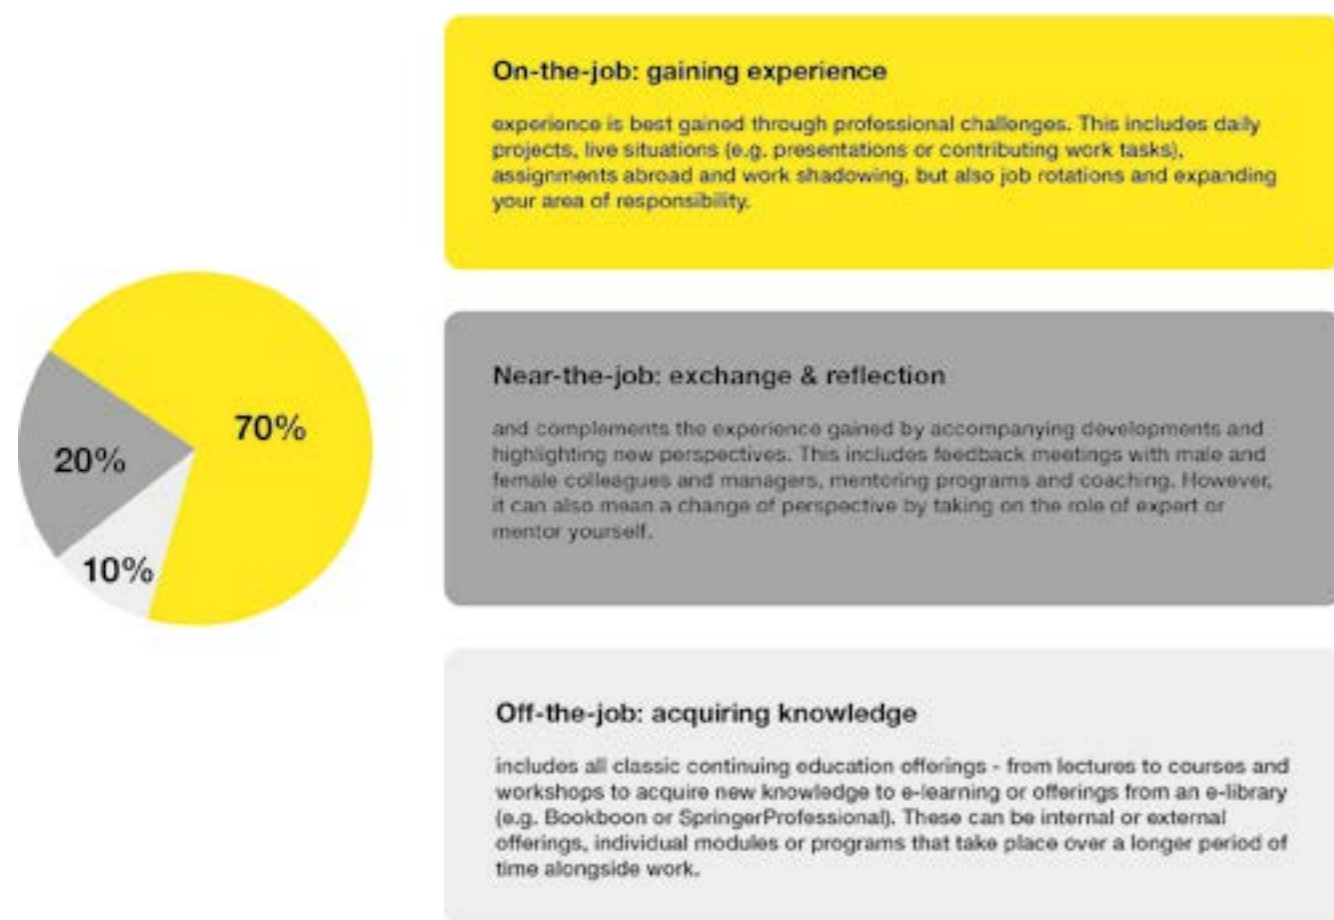 On-the-job: gaining experience
experience is best gained through professional challenges. This includes daily
projects, live situations (e.g. presentations or contributing work tasks),
assignments abroad and work shadowing, but also job rotations and expanding
your area of responsibility.
70%
20%
10%
Near-the-job: exchange & reflection
and complements the experience gained by accompanying developments and
highlighting new perspectives. This includes feedback meetings with male and
female colleagues and managers, mentoring programs and coaching. However,
it can also mean a change of perspective by taking on the role of expert or
mentor yourself.
Off-the-job: acquiring knowledge
includes all classic continuing education offerings - from lectures to courses and
workshops to acquire new knowledge to e-learning or offerings from an e-library
(e.g. Bookboon or SpringerProfessional). These can be internal or external
offerings, individual modules or programs that take place over a longer period of
time alongside work.